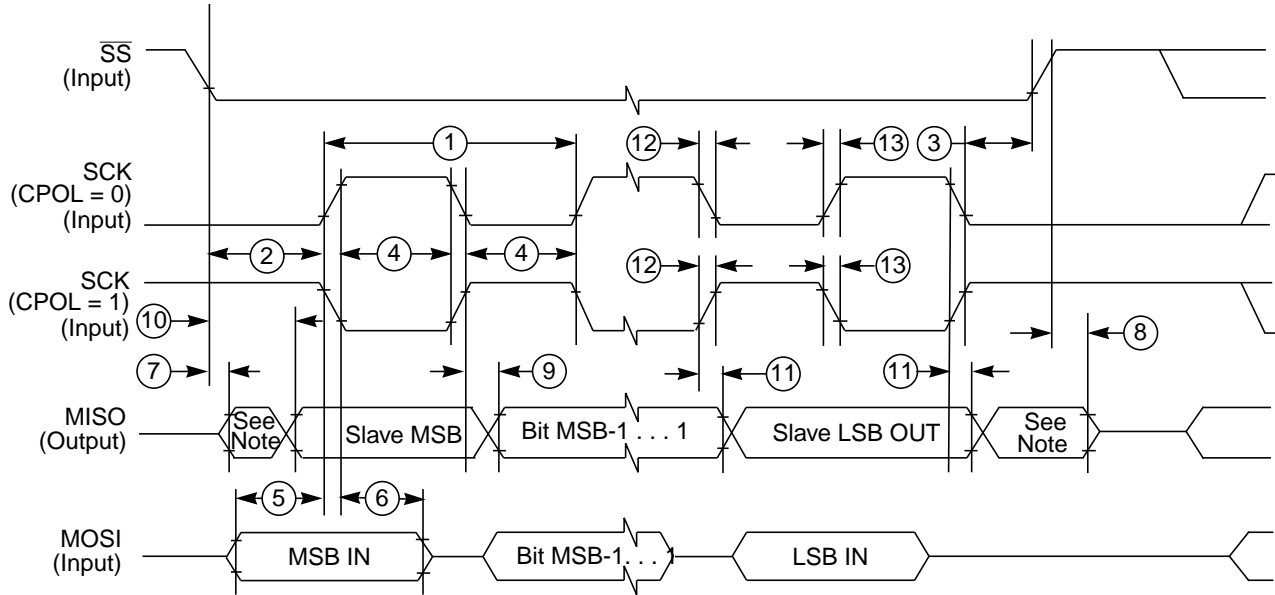 SS
(Input)
1
12
13
3
SCK
(CPOL = 0)
(Input)
2
4
4
12
13
SCK
(CPOL = 1)
(Input)
10
8
7
9
11
11
MISO
(Output)
See
Note
Slave MSB
Bit MSB-1 . . . 1
Slave LSB OUT
See
Note
5
6
MOSI
(Input)
MSB IN
Bit MSB-1. . . 1
LSB IN